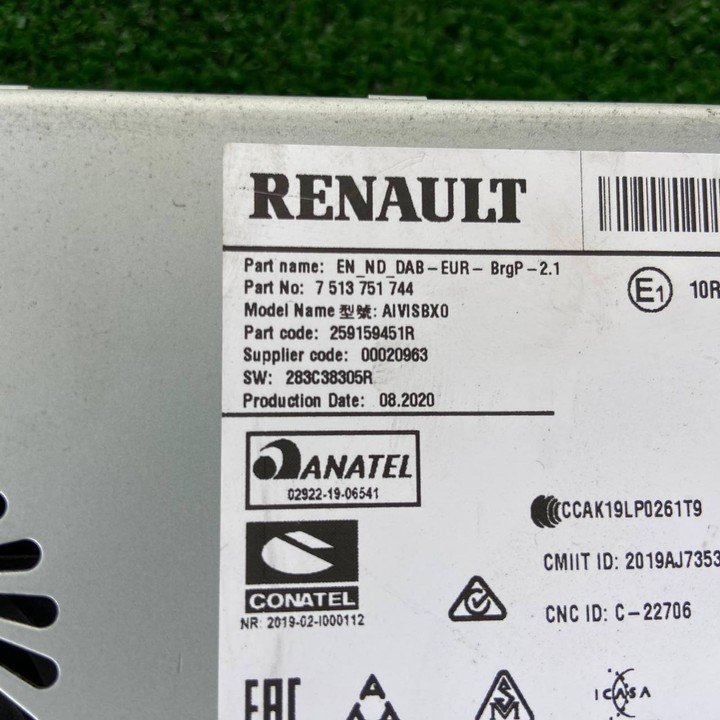 RENAULT
Part name: EN_ND_DAB-EUR- BrgP-2.1
Part No: 7 513 751 744
Model Name 型號: AIVISBX0
Part code: 259159451R
Supplier code: 00020963
SW: 283C38305R
Production Date: 08.2020
E1 10R
ANATEL
02922-19-06541
CCAK19LP0261T9
CMIIT ID: 2019AJ7353
CONATEL
NR: 2019-02-I000112
CNC ID: C-22706
EAC
ICASA